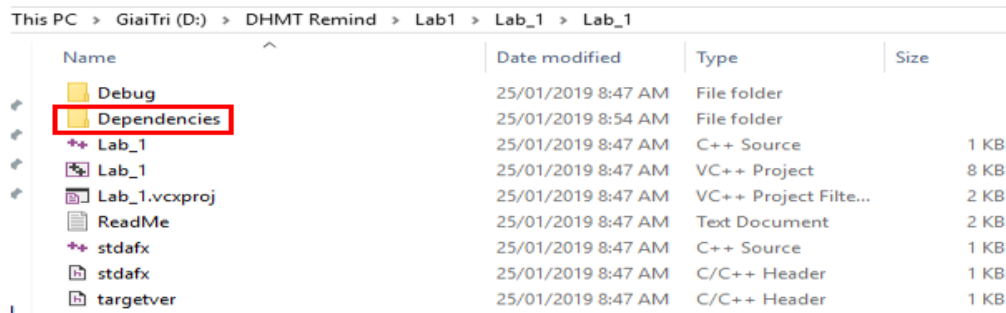 This PC > GiaiTri (D:) > DHMT Remind > Lab1 > Lab_1 > Lab_1
Name Date modified Type Size
Debug 25/01/2019 8:47 AM File folder
Dependencies 25/01/2019 8:54 AM File folder
Lab_1 25/01/2019 8:47 AM C++ Source 1 KB
Lab_1 25/01/2019 8:47 AM VC++ Project 8 KB
Lab_1.vcxproj 25/01/2019 8:47 AM VC++ Project Filte... 2 KB
ReadMe 25/01/2019 8:47 AM Text Document 2 KB
stdafx 25/01/2019 8:47 AM C++ Source 1 KB
stdafx 25/01/2019 8:47 AM C/C++ Header 1 KB
targetver 25/01/2019 8:47 AM C/C++ Header 1 KB